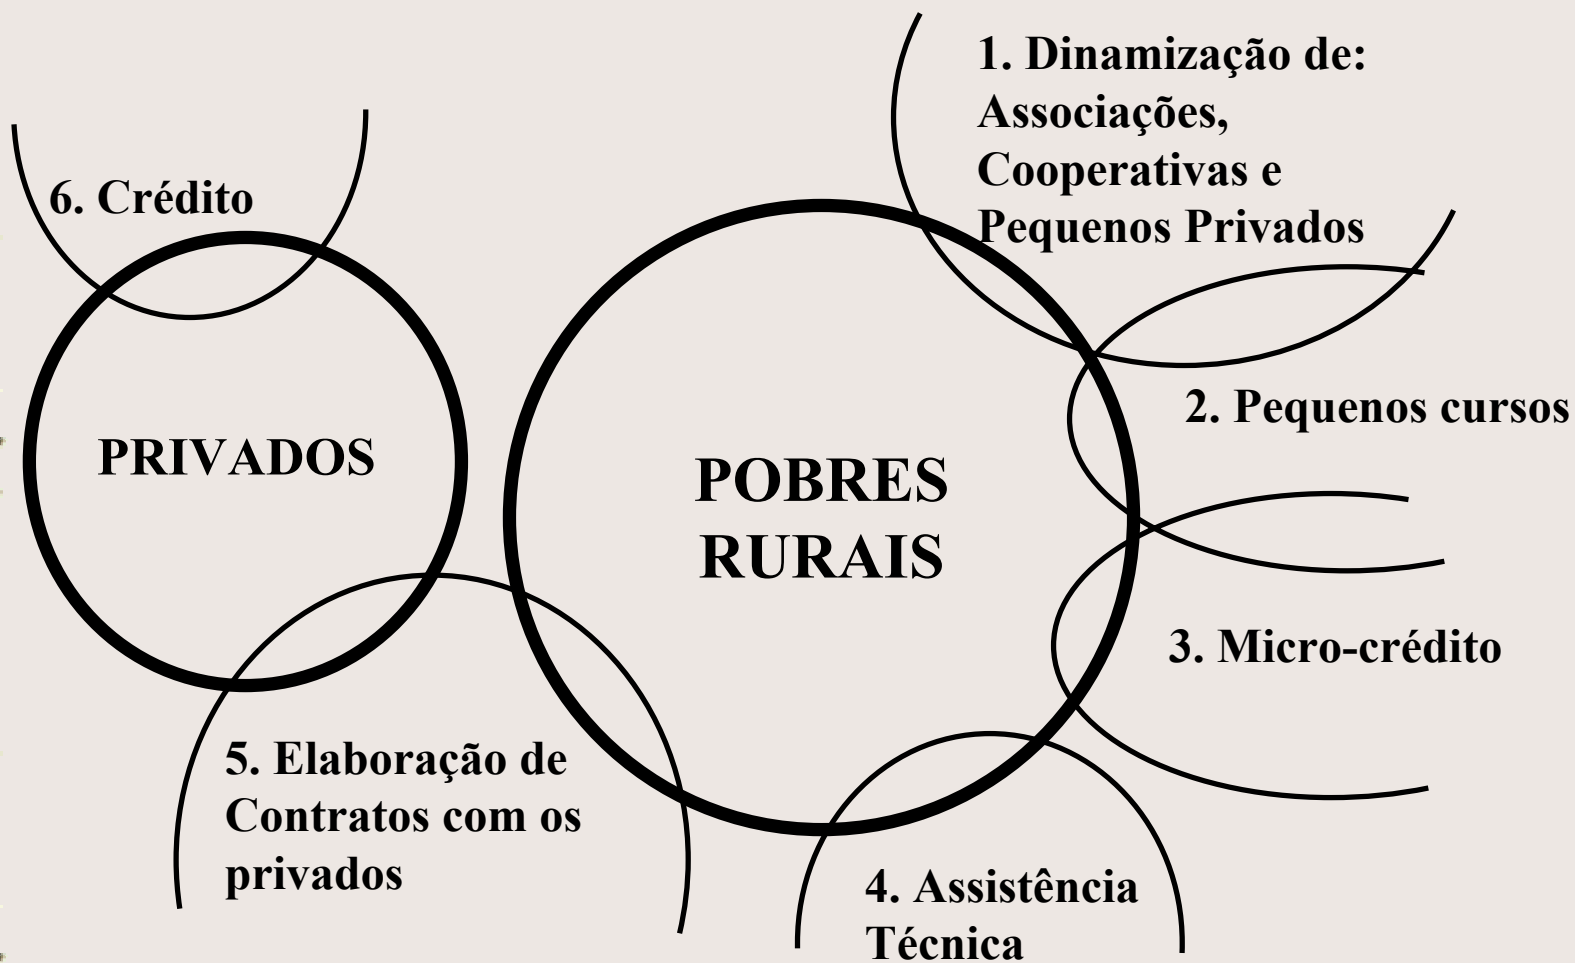 1. Dinamização de:
Associações,
Cooperativas e
Pequenos Privados
6. Crédito
2. Pequenos cursos
PRIVADOS
POBRES
RURAIS
3. Micro-crédito
5. Elaboração de
Contratos com os
privados
4. Assistência
Técnica